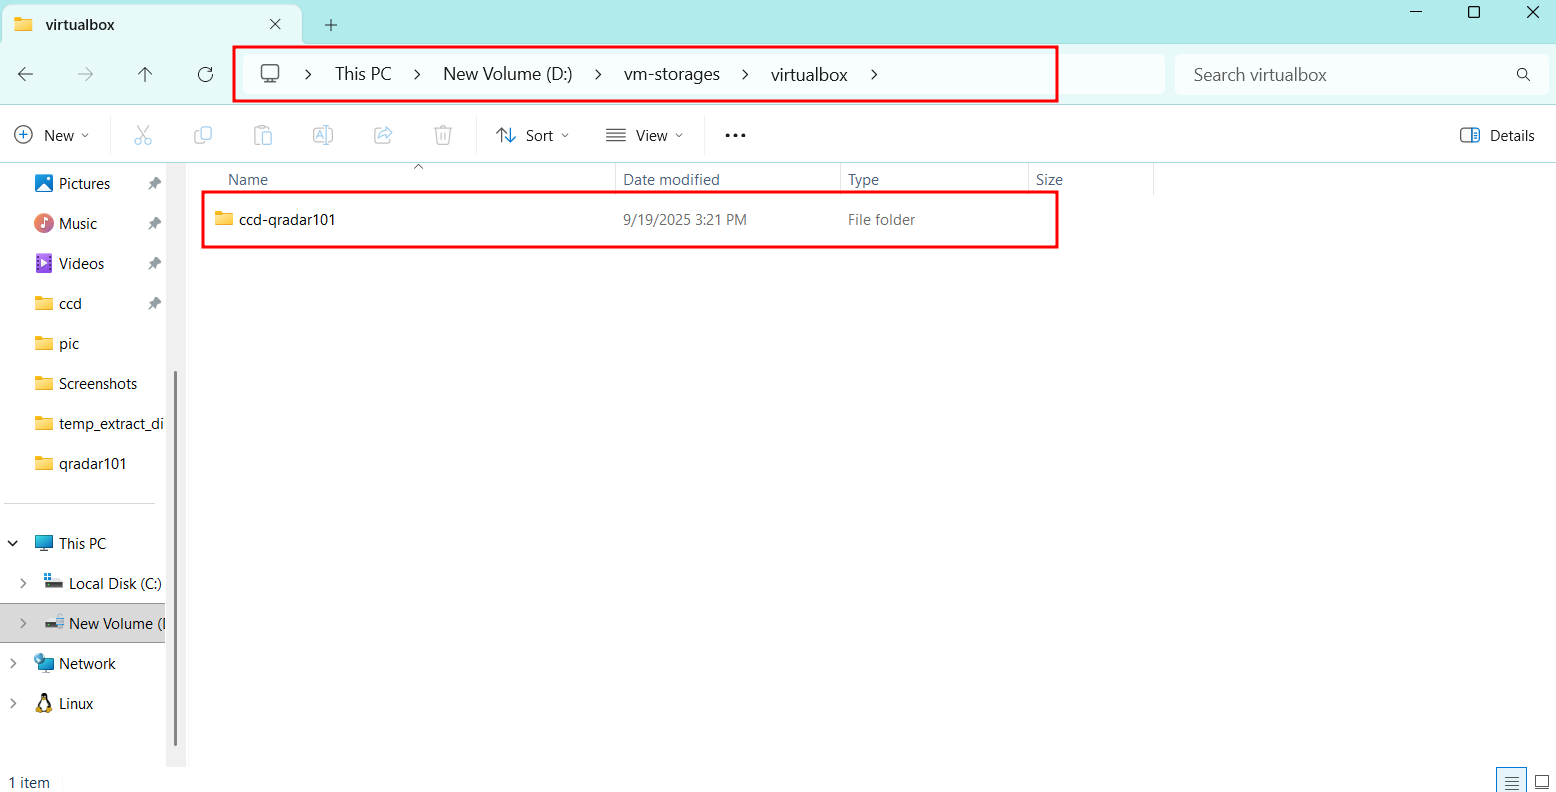 virtualbox
This PC > New Volume (D:) > vm-storages > virtualbox >
Search virtualbox
New
Sort
View
Details
Name Date modified Type Size
ccd-qradar101 9/19/2025 3:21 PM File folder
Pictures
Music
Videos
ccd
pic
Screenshots
temp_extract_di
qradar101
This PC
Local Disk (C:)
New Volume (
Network
Linux
1 item